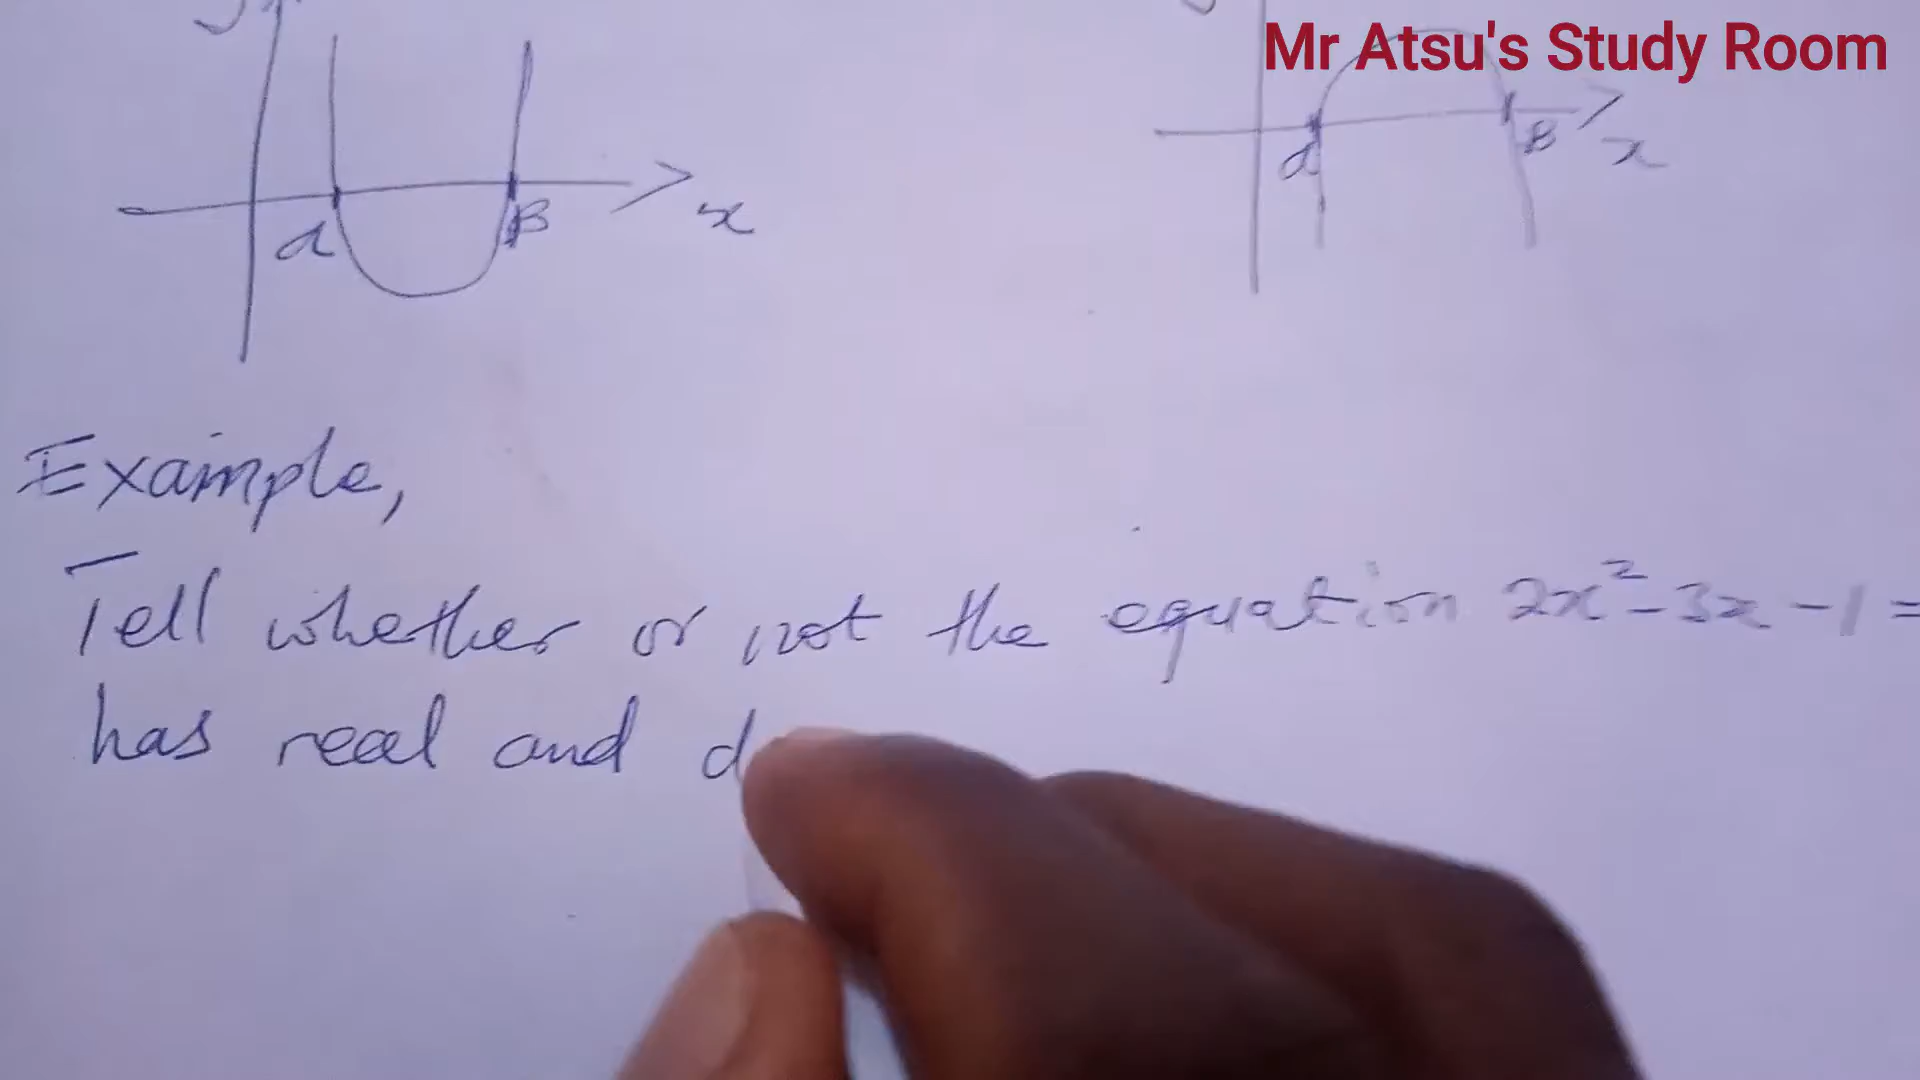 Mr Atsu's Study Room
x
α
β
x
α
β
Example,
Tell whether or not the equation 2x² - 3x - 1 =
has real and d